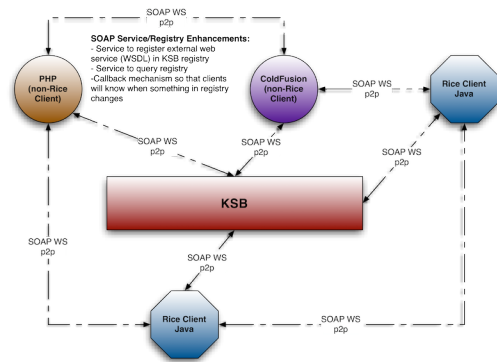 SOAP WS
p2p
SOAP Service/Registry Enhancements:
- Service to register external web
service (WSDL) in KSB registry
- Service to query registry
-Callback mechanism so that clients
will know when something in registry
changes
PHP
(non-Rice
Client)
ColdFusion
(non-Rice
Client)
Rice Client
Java
SOAP WS
p2p
SOAP WS
p2p
SOAP WS
p2p
SOAP WS
p2p
KSB
SOAP WS
p2p
SOAP WS
p2p
SOAP WS
p2p
Rice Client
Java
SOAP WS
p2p